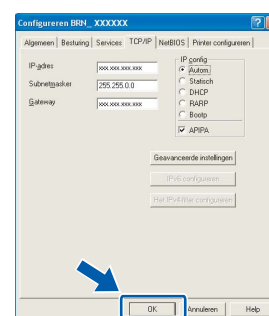 Configureren BRN_ XXXXXX
Algemeen Besturing Services TCP/IP NetBIOS Printer configureren
IP-adres xxx.xxx.xxx.xxx
Subnetmasker 255.255.0.0
Gateway xxx.xxx.xxx.xxx
IP config
Autom.
Statisch
DHCP
RARP
Bootp
APIPA
Geavanceerde instellingen
IPv6 configureren
Het IPv4-filter configureren
OK Annuleren Help